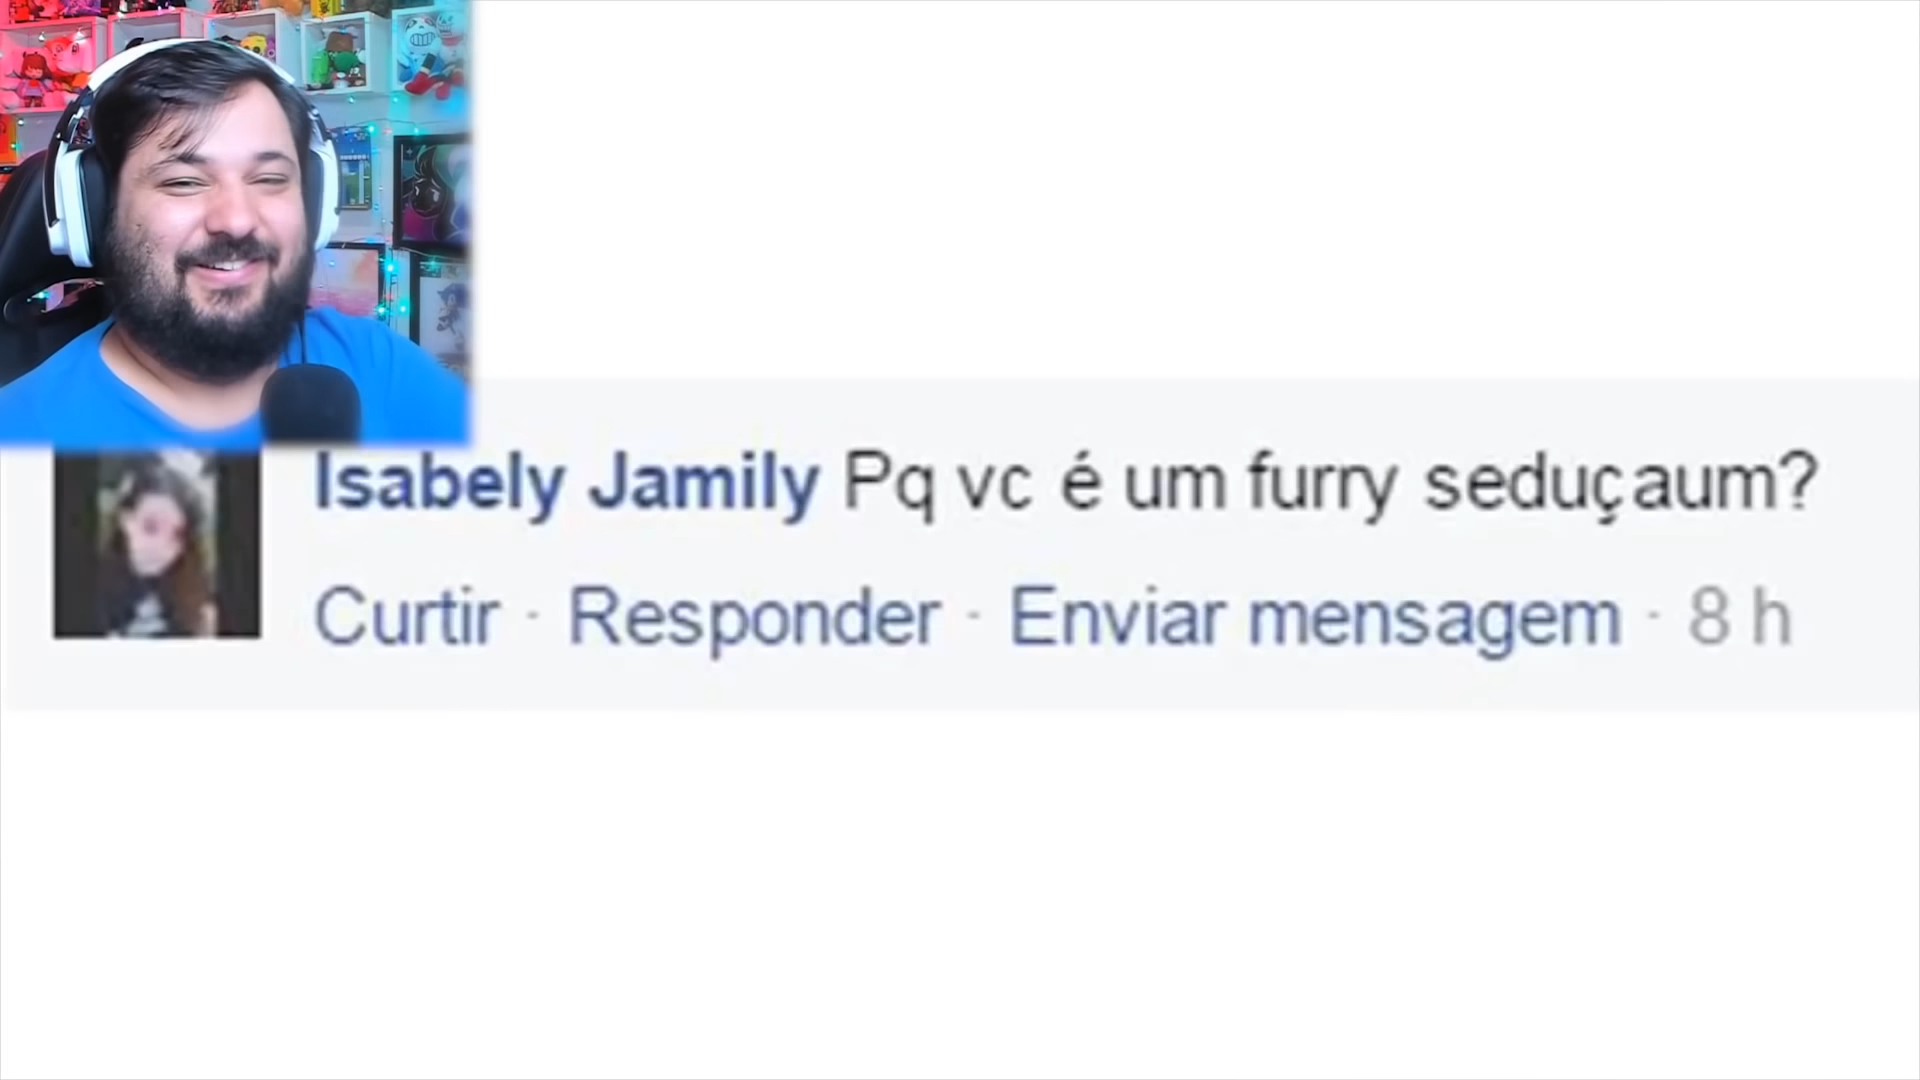 Isabely Jamily Pq vc é um furry seduçaum?
Curtir · Responder · Enviar mensagem · 8 h